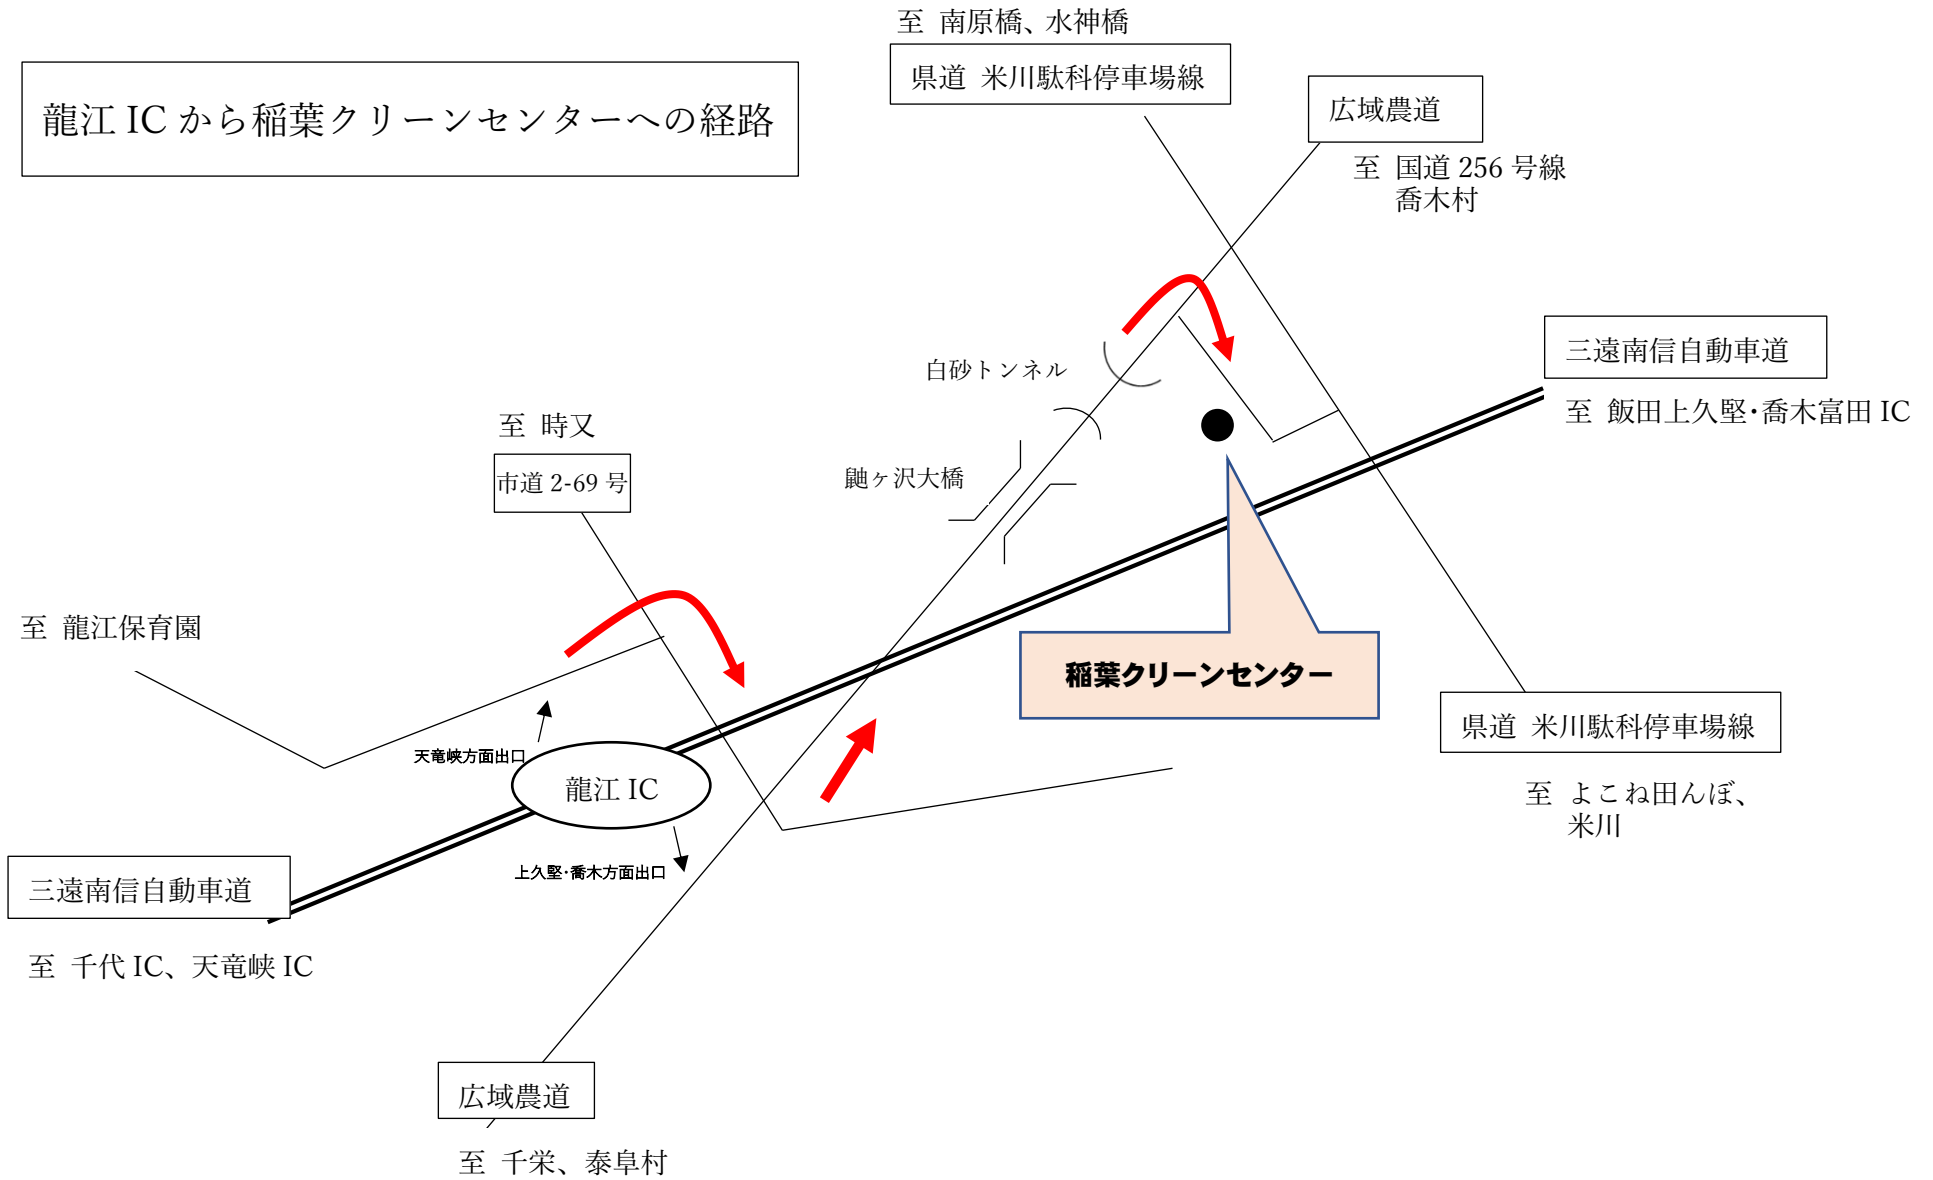 至 南原橋、水神橋
県道 米川駄科停車場線
龍江 IC から稲葉クリーンセンターへの経路
広域農道
至 国道 256 号線
喬木村
三遠南信自動車道
至 飯田上久堅・喬木富田 IC
白砂トンネル
至 時又
市道 2-69 号
鼬ヶ沢大橋
至 龍江保育園
稲葉クリーンセンター
県道 米川駄科停車場線
至 よこね田んぼ、
米川
天竜峡方面出口
龍江 IC
上久堅・喬木方面出口
三遠南信自動車道
至 千代 IC、天竜峡 IC
広域農道
至 千栄、泰阜村